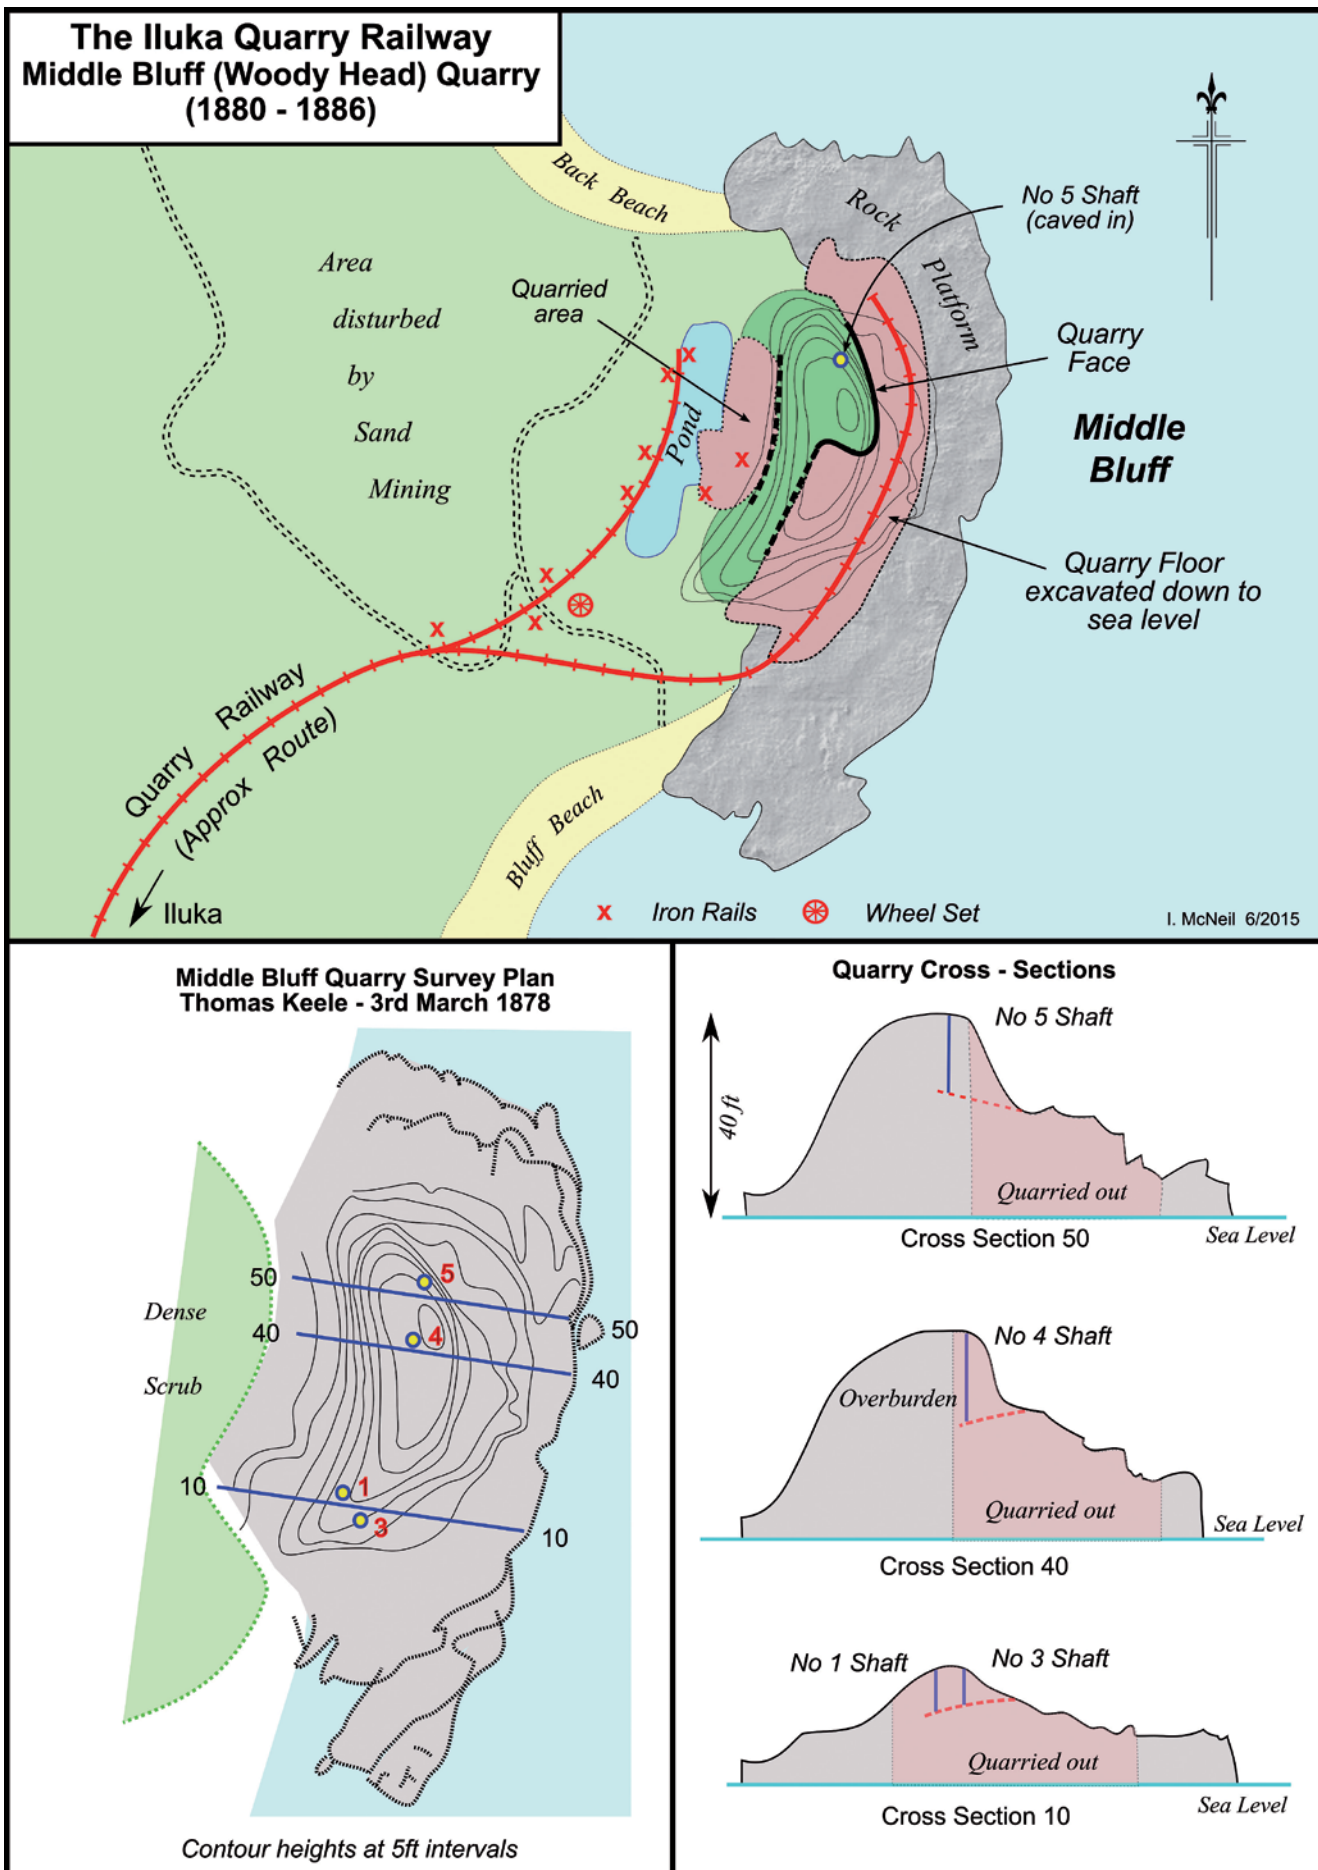 The Iluka Quarry Railway
Middle Bluff (Woody Head) Quarry
(1880 - 1886)
Back
Beach
Rock
Platform
No 5 Shaft
(caved in)
Area
disturbed
by
Sand
Mining
Quarried
area
Quarry
Face
Pond
Middle
Bluff
Quarry Floor
excavated down to
sea level
Quarry Railway
(Approx Route)
Iluka
Bluff Beach
x Iron Rails
Wheel Set
I. McNeil 6/2015
Middle Bluff Quarry Survey Plan
Thomas Keele - 3rd March 1878
50
5
Dense
40
4
50
Scrub
40
10
1
3
10
Contour heights at 5ft intervals
Quarry Cross - Sections
No 5 Shaft
40 ft
Quarried out
Sea Level
Cross Section 50
No 4 Shaft
Overburden
Quarried out
Sea Level
Cross Section 40
No 1 Shaft
No 3 Shaft
Quarried out
Sea Level
Cross Section 10